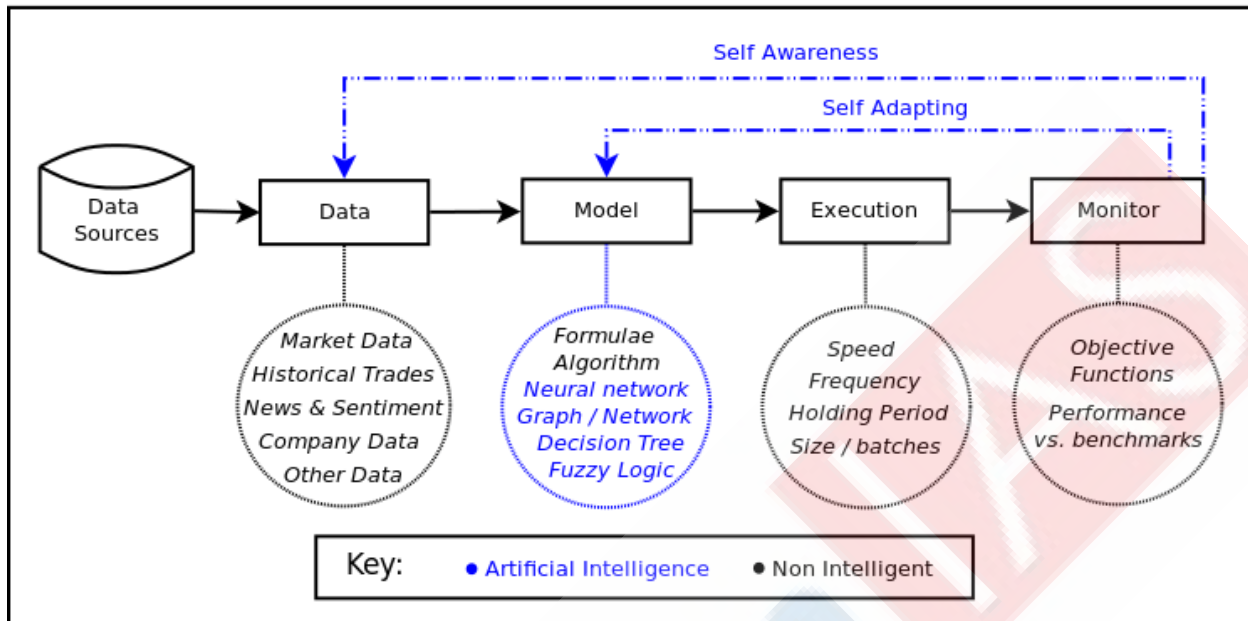 Self Awareness
Self Adapting
Data
Sources
Data
Model
Execution
Monitor
Market Data
Historical Trades
News & Sentiment
Company Data
Other Data
Formulae
Algorithm
Neural network
Graph / Network
Decision Tree
Fuzzy Logic
Speed
Frequency
Holding Period
Size / batches
Objective
Functions
Performance
vs. benchmarks
Key:
Artificial Intelligence
Non Intelligent
IAS